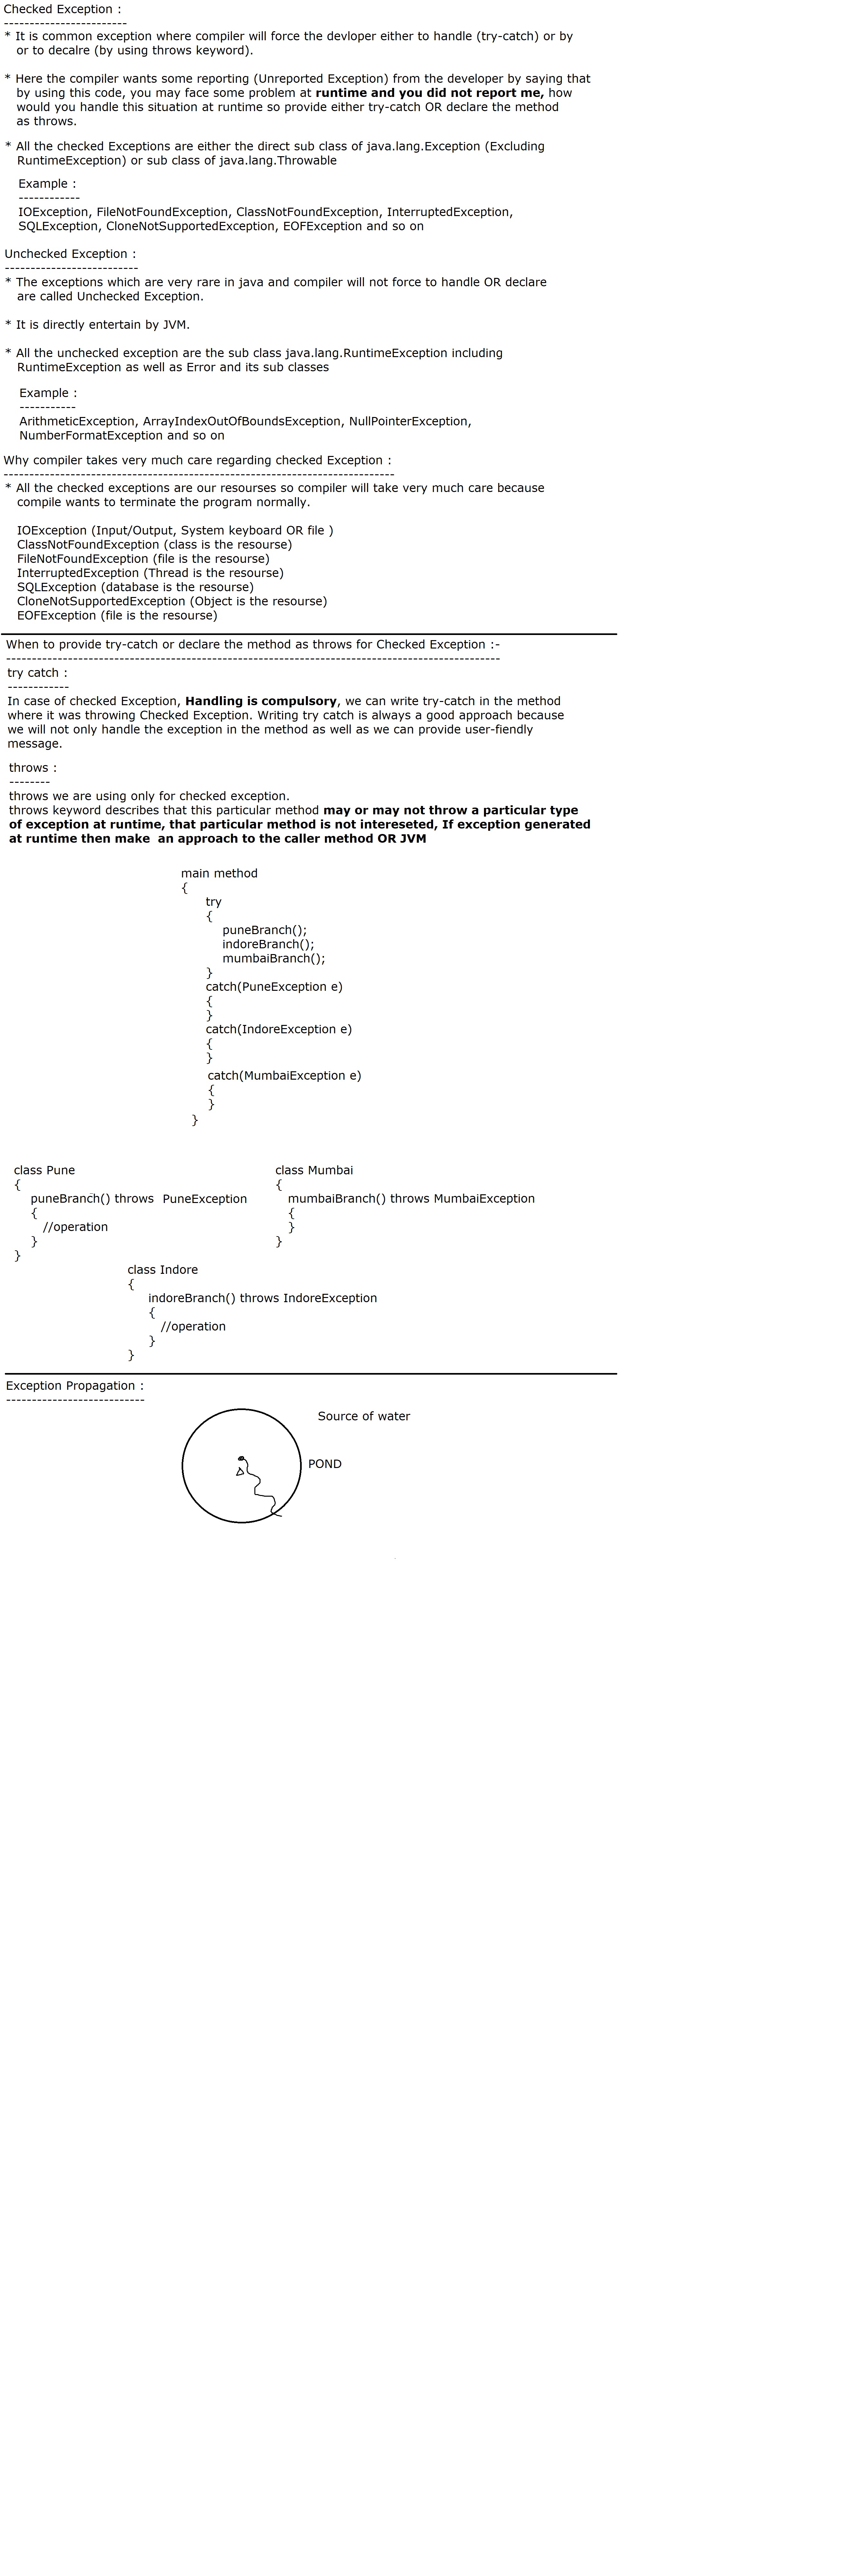 Checked Exception :
------------------------
* It is common exception where compiler will force the devloper either to handle (try-catch) or by
or to decalre (by using throws keyword).
* Here the compiler wants some reporting (Unreported Exception) from the developer by saying that
by using this code, you may face some problem at runtime and you did not report me, how
would you handle this situation at runtime so provide either try-catch OR declare the method
as throws.
* All the checked Exceptions are either the direct sub class of java.lang.Exception (Excluding
RuntimeException) or sub class of java.lang.Throwable
Example :
------------
IOException, FileNotFoundException, ClassNotFoundException, InterruptedException,
SQLException, CloneNotSupportedException, EOFException and so on
Unchecked Exception :
--------------------------
* The exceptions which are very rare in java and compiler will not force to handle OR declare
are called Unchecked Exception.
* It is directly entertain by JVM.
* All the unchecked exception are the sub class java.lang.RuntimeException including
RuntimeException as well as Error and its sub classes
Example :
-----------
ArithmeticException, ArrayIndexOutOfBoundsException, NullPointerException,
NumberFormatException and so on
Why compiler takes very much care regarding checked Exception :
----------------------------------------------------------------------------
* All the checked exceptions are our resourses so compiler will take very much care because
compile wants to terminate the program normally.
IOException (Input/Output, System keyboard OR file )
ClassNotFoundException (class is the resourse)
FileNotFoundException (file is the resourse)
InterruptedException (Thread is the resourse)
SQLException (database is the resourse)
CloneNotSupportedException (Object is the resourse)
EOFException (file is the resourse)
When to provide try-catch or declare the method as throws for Checked Exception :-
------------------------------------------------------------------------------------------------
try catch :
------------
In case of checked Exception, Handling is compulsory, we can write try-catch in the method
where it was throwing Checked Exception. Writing try catch is always a good approach because
we will not only handle the exception in the method as well as we can provide user-fiendly
message.
throws :
--------
throws we are using only for checked exception.
throws keyword describes that this particular method may or may not throw a particular type
of exception at runtime, that particular method is not intereseted, If exception generated
at runtime then make an approach to the caller method OR JVM
main method
{
try
{
puneBranch();
indoreBranch();
mumbaiBranch();
}
catch(PuneException e)
{
}
catch(IndoreException e)
{
}
catch(MumbaiException e)
{
}
}
class Pune
{
puneBranch() throws PuneException
{
//operation
}
}
class Mumbai
{
mumbaiBranch() throws MumbaiException
{
}
}
class Indore
{
indoreBranch() throws IndoreException
{
//operation
}
}
Exception Propagation :
---------------------------
Source of water
POND